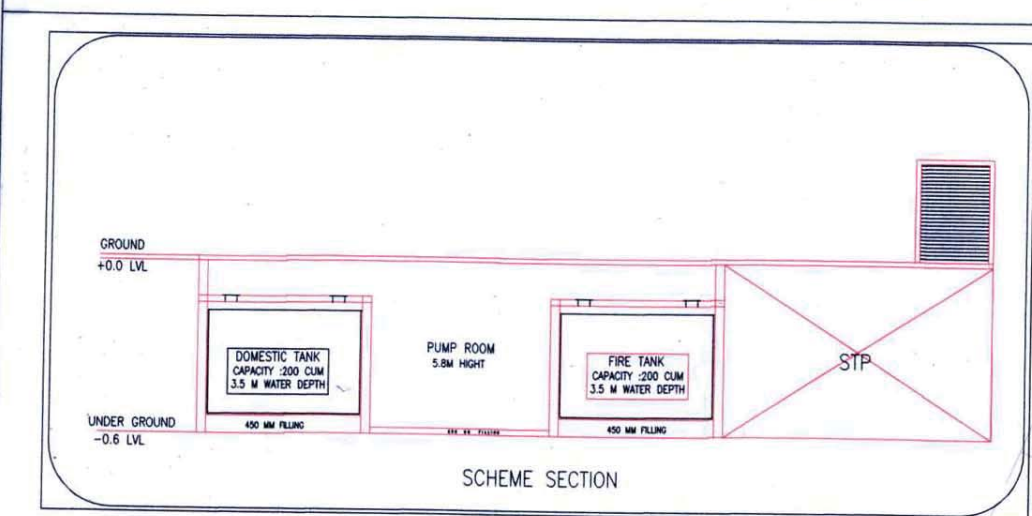 GROUND
+0.0 LVL
DOMESTIC TANK
CAPACITY :200 CUM
3.5 M WATER DEPTH
PUMP ROOM
5.8M HIGHT
FIRE TANK
CAPACITY :200 CUM
3.5 M WATER DEPTH
STP
UNDER GROUND
-0.6 LVL
450 MM FILLING
FILLING
450 MM FILLING
SCHEME SECTION